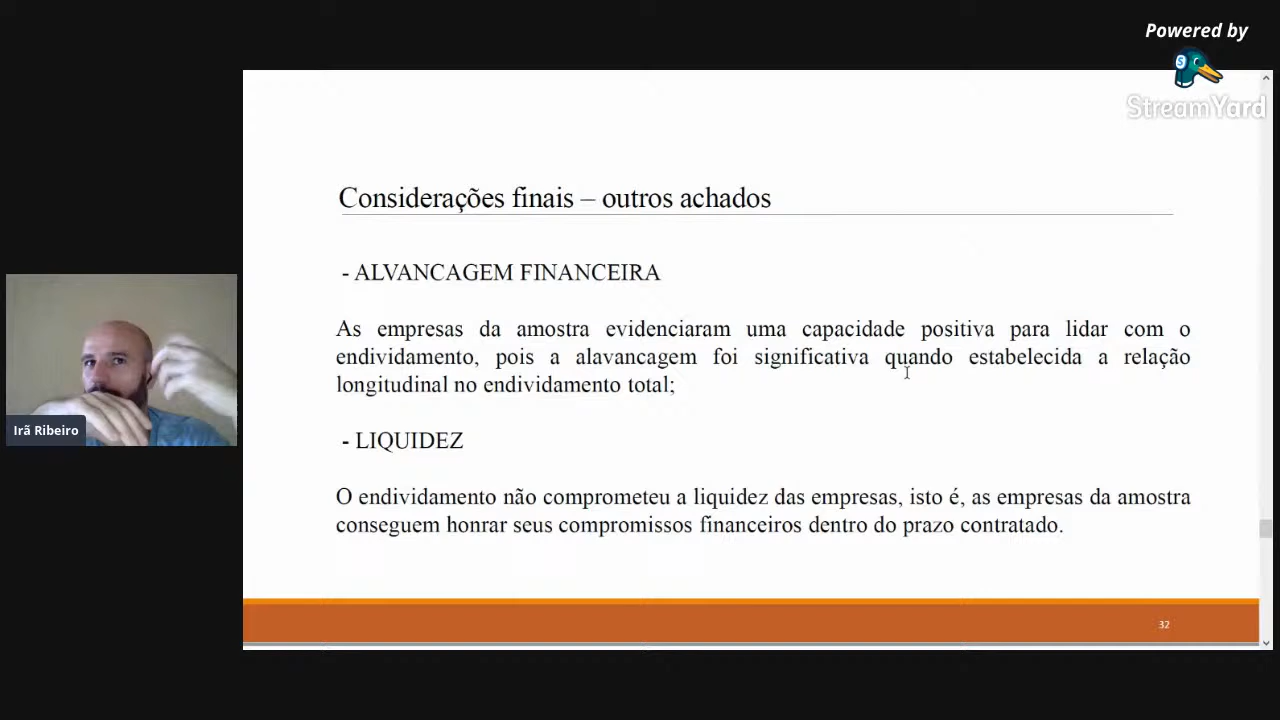 Powered by
StreamYard
Considerações finais – outros achados
- ALVANCAGEM FINANCEIRA
As empresas da amostra evidenciaram uma capacidade positiva para lidar com o
endividamento, pois a alavancagem foi significativa quando estabelecida a relação
longitudinal no endividamento total;
Irã Ribeiro
- LIQUIDEZ
O endividamento não comprometeu a liquidez das empresas, isto é, as empresas da amostra
conseguem honrar seus compromissos financeiros dentro do prazo contratado.
32